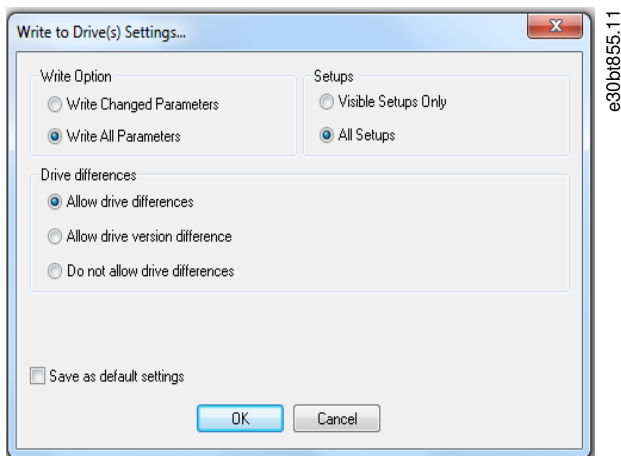 Write to Drive(s) Settings...
Write Option
Write Changed Parameters
Write All Parameters
Setups
Visible Setups Only
All Setups
Drive differences
Allow drive differences
Allow drive version difference
Do not allow drive differences
Save as default settings
OK
Cancel
e30bt855.11